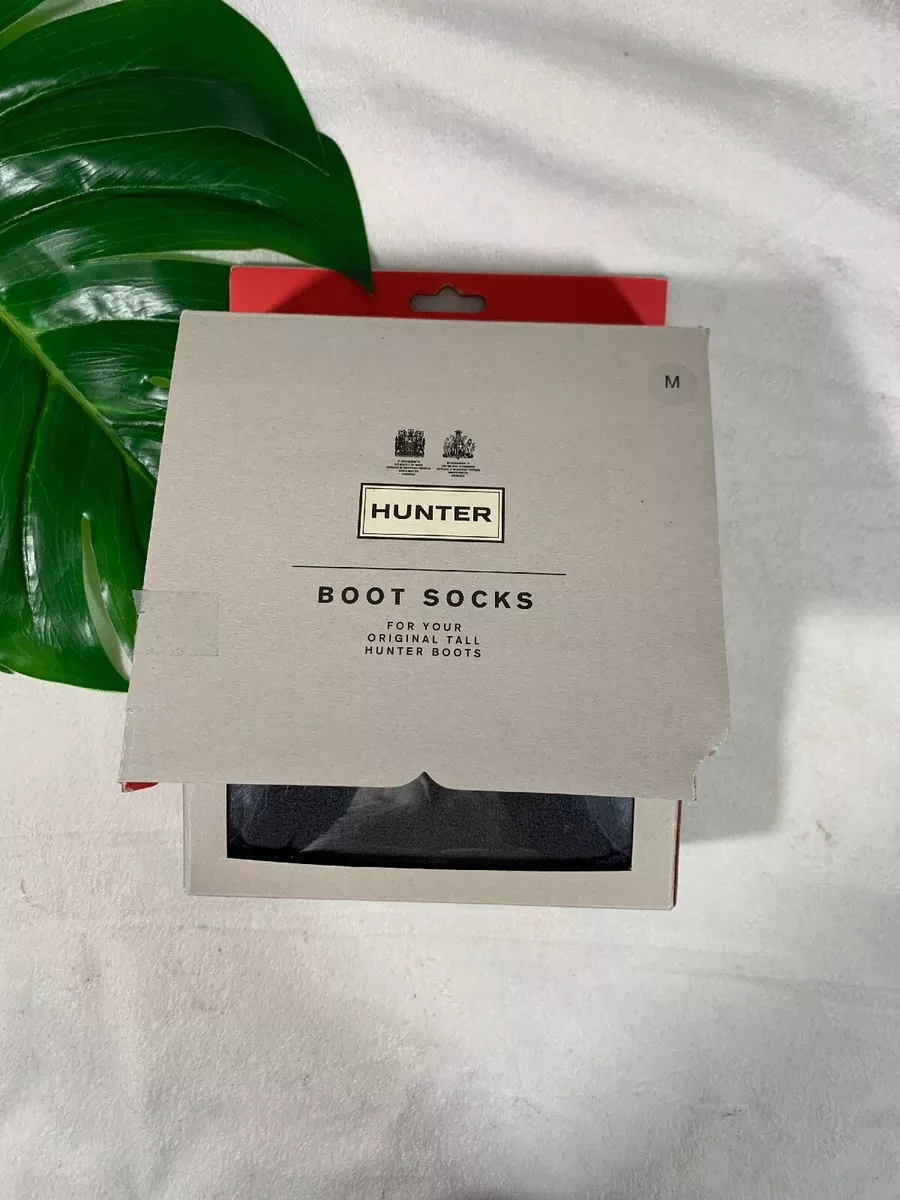 M
HUNTER
BOOT SOCKS
FOR YOUR
ORIGINAL TALL
HUNTER BOOTS